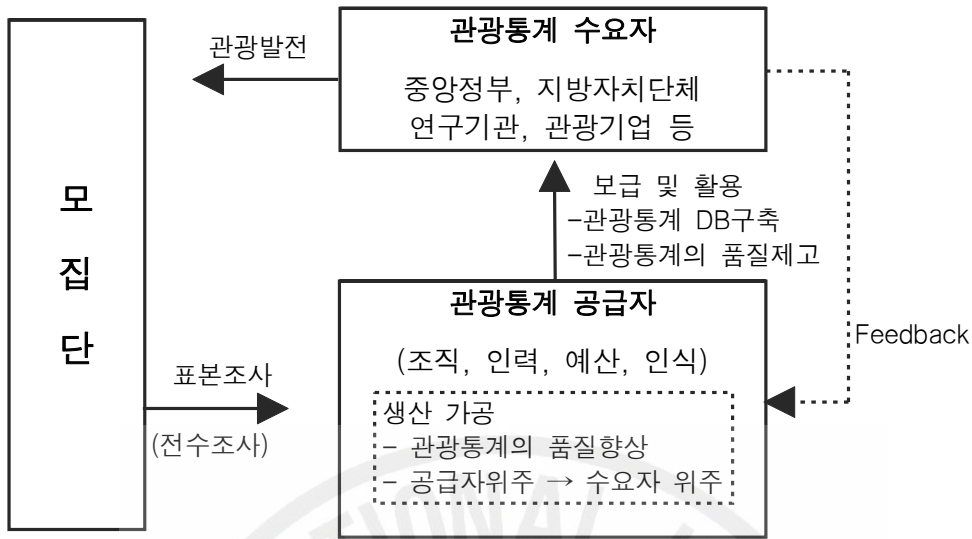 관광통계 수요자
관광발전
중앙정부, 지방자치단체
연구기관, 관광기업 등
모
집
단
보급 및 활용
-관광통계 DB구축
-관광통계의 품질제고
관광통계 공급자
Feedback
(조직, 인력, 예산, 인식)
표본조사
(전수조사)
생산 가공
- 관광통계의 품질향상
- 공급자위주 → 수요자 위주